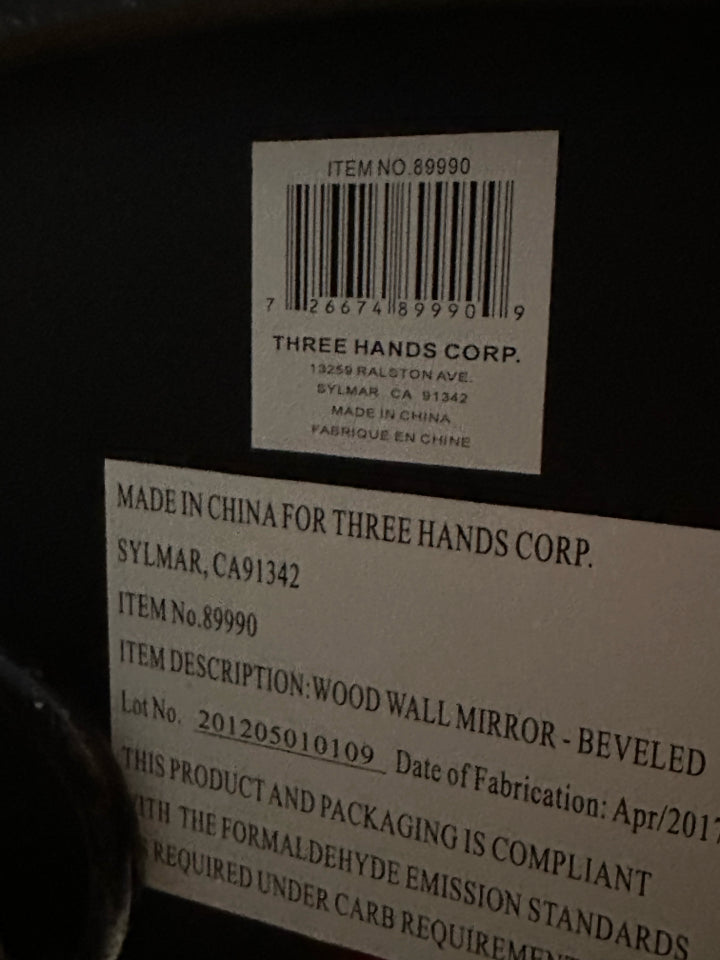 ITEM NO.89990
7 26674 89990 9
THREE HANDS CORP.
13259 RALSTON AVE.
SYLMAR CA 91342
MADE IN CHINA
FABRIQUE EN CHINE
MADE IN CHINA FOR THREE HANDS CORP.
SYLMAR, CA91342
ITEM No.89990
ITEM DESCRIPTION:WOOD WALL MIRROR - BEVELED
Lot No. 201205010109 Date of Fabrication: Apr/2017
THIS PRODUCT AND PACKAGING IS COMPLIANT
WITH THE FORMALDEHYDE EMISSION STANDARDS
REQUIRED UNDER CARB